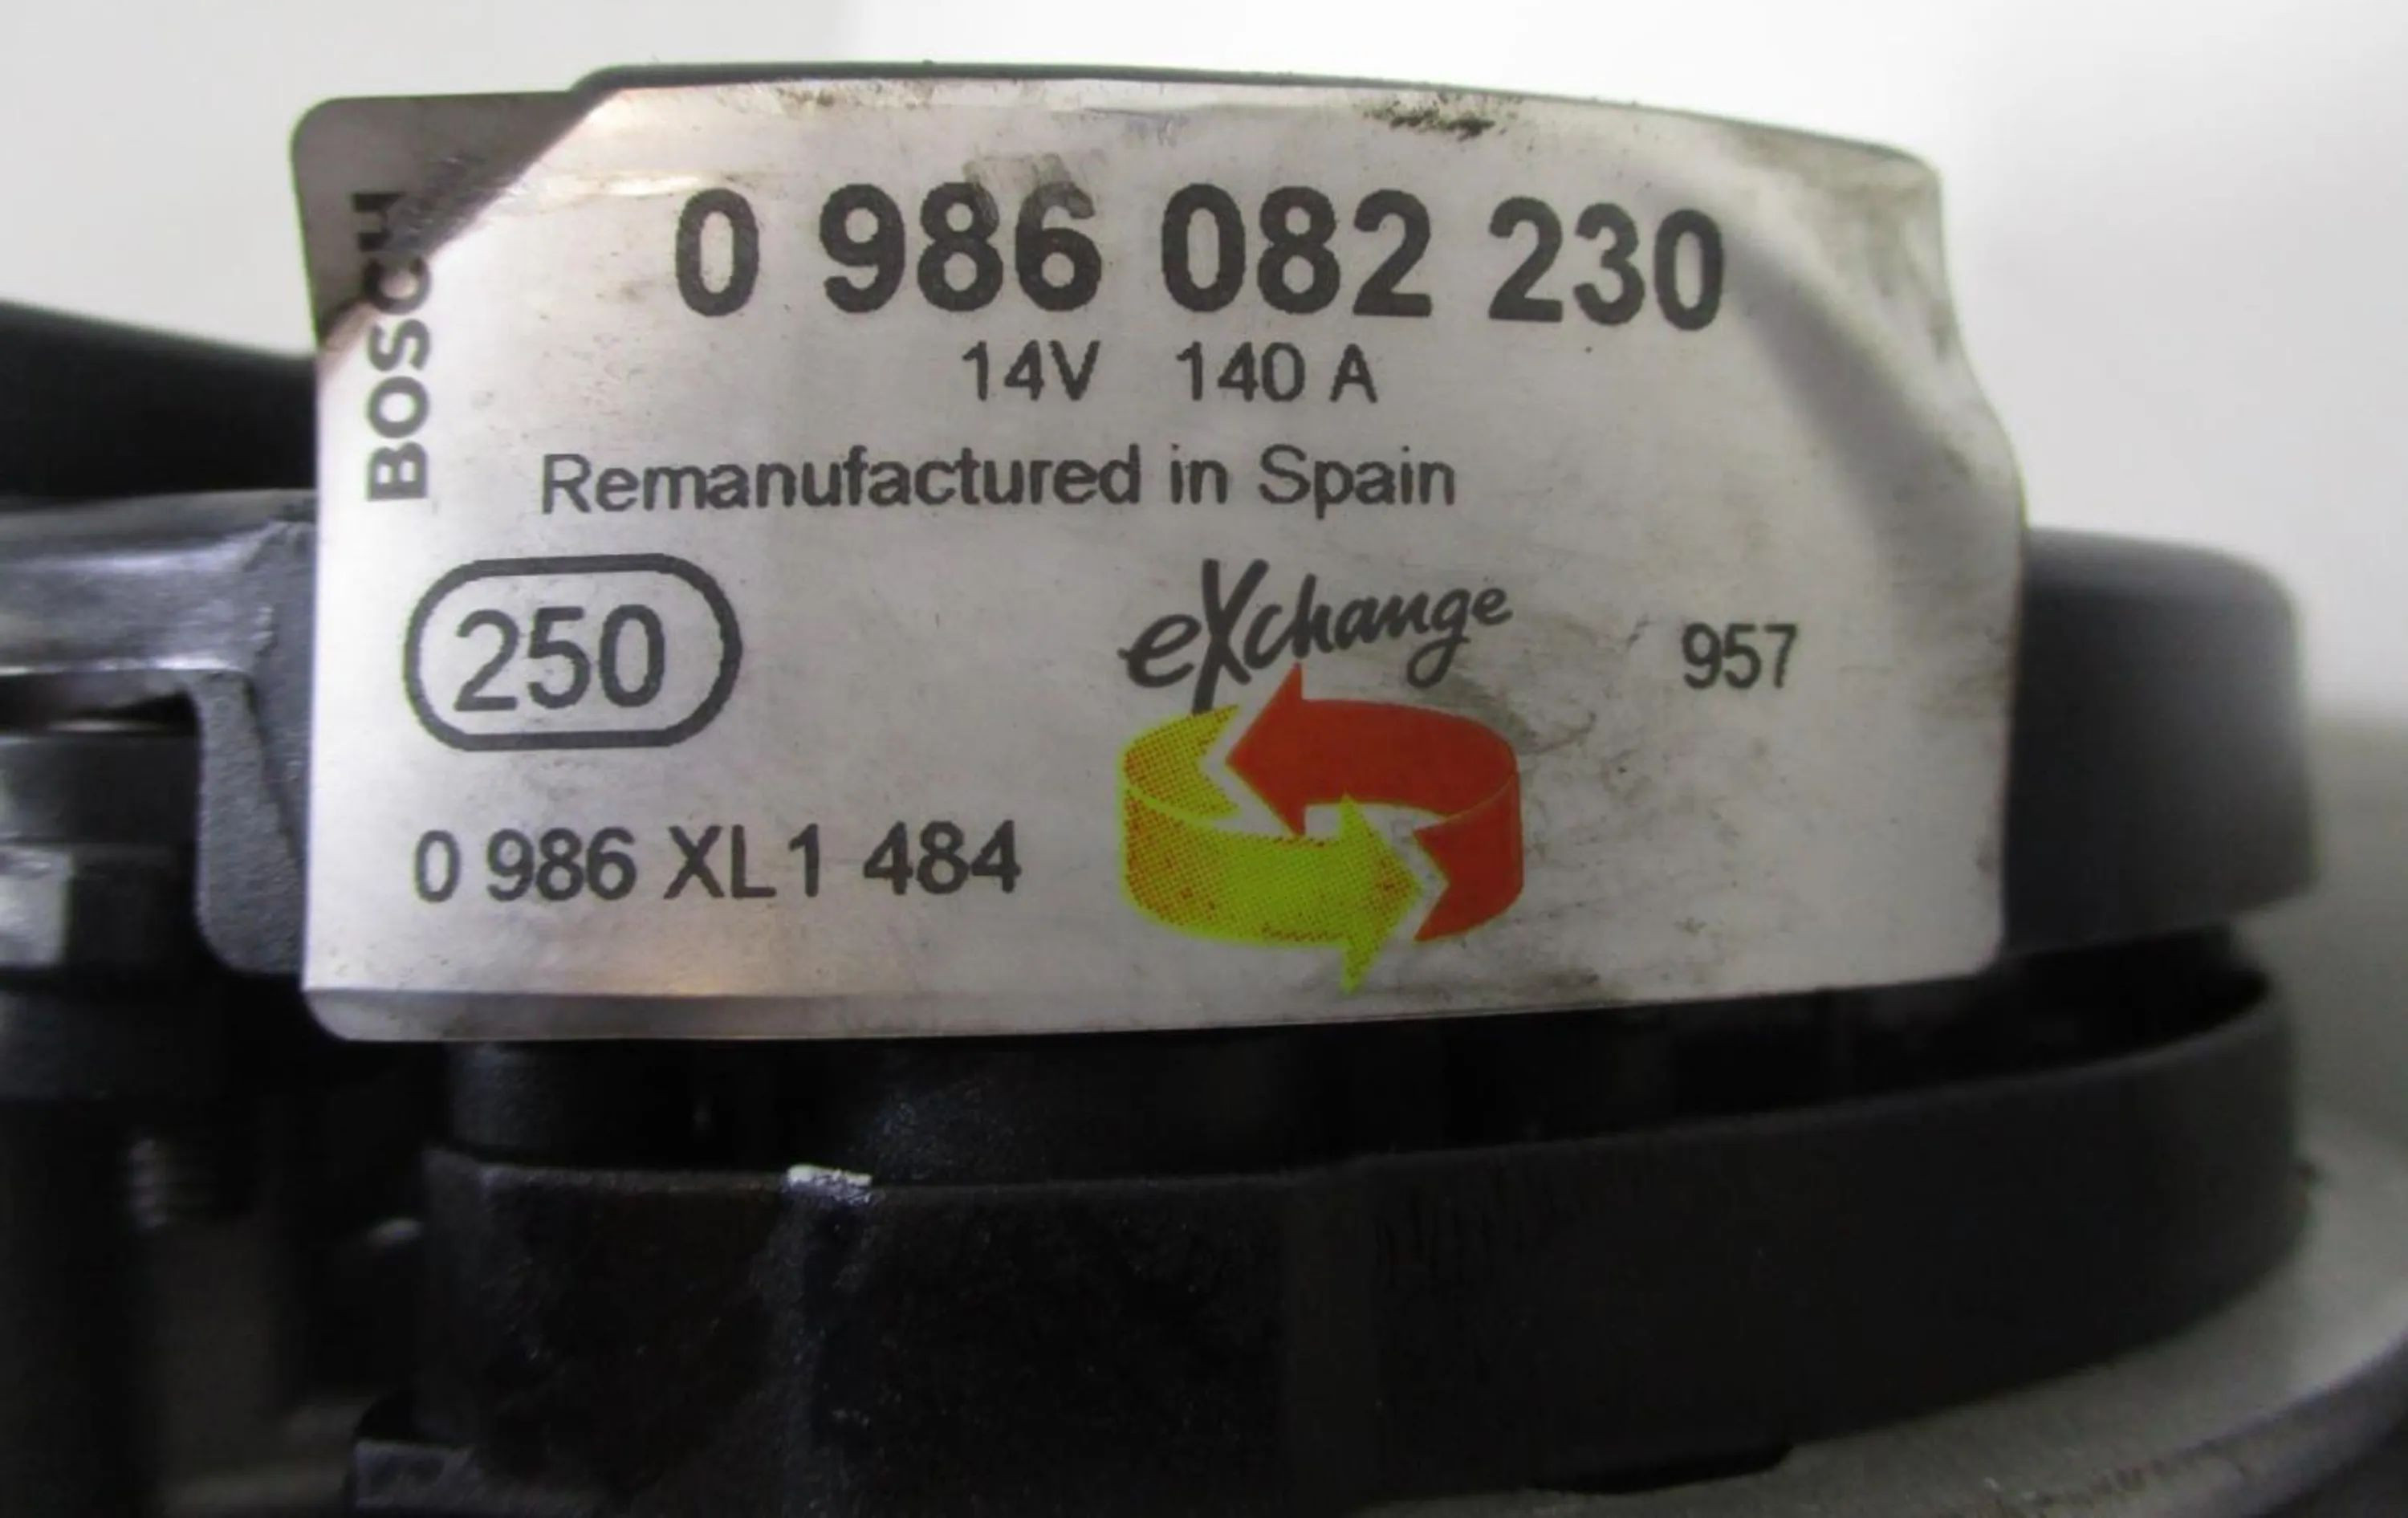 BOSCH
0 986 082 230
14V 140 A
Remanufactured in Spain
250
eXchange
957
0 986 XL1 484